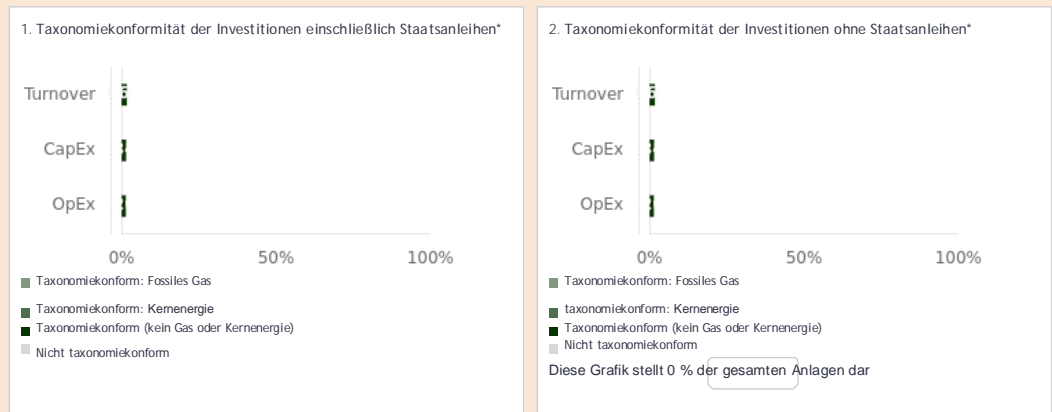 1. Taxonomiekonformität der Investitionen einschließlich Staatsanleihen*
Turnover
CapEx
OpEx
0% 50% 100%
Taxonomiekonform: Fossiles Gas
Taxonomiekonform: Kernenergie
Taxonomiekonform (kein Gas oder Kernenergie)
Nicht taxonomiekonform
2. Taxonomiekonformität der Investitionen ohne Staatsanleihen*
Turnover
CapEx
OpEx
0% 50% 100%
Taxonomiekonform: Fossiles Gas
taxonomiekonform: Kernenergie
Taxonomiekonform (kein Gas oder Kernenergie)
Nicht taxonomiekonform
Diese Grafik stellt 0 % der gesamten Anlagen dar